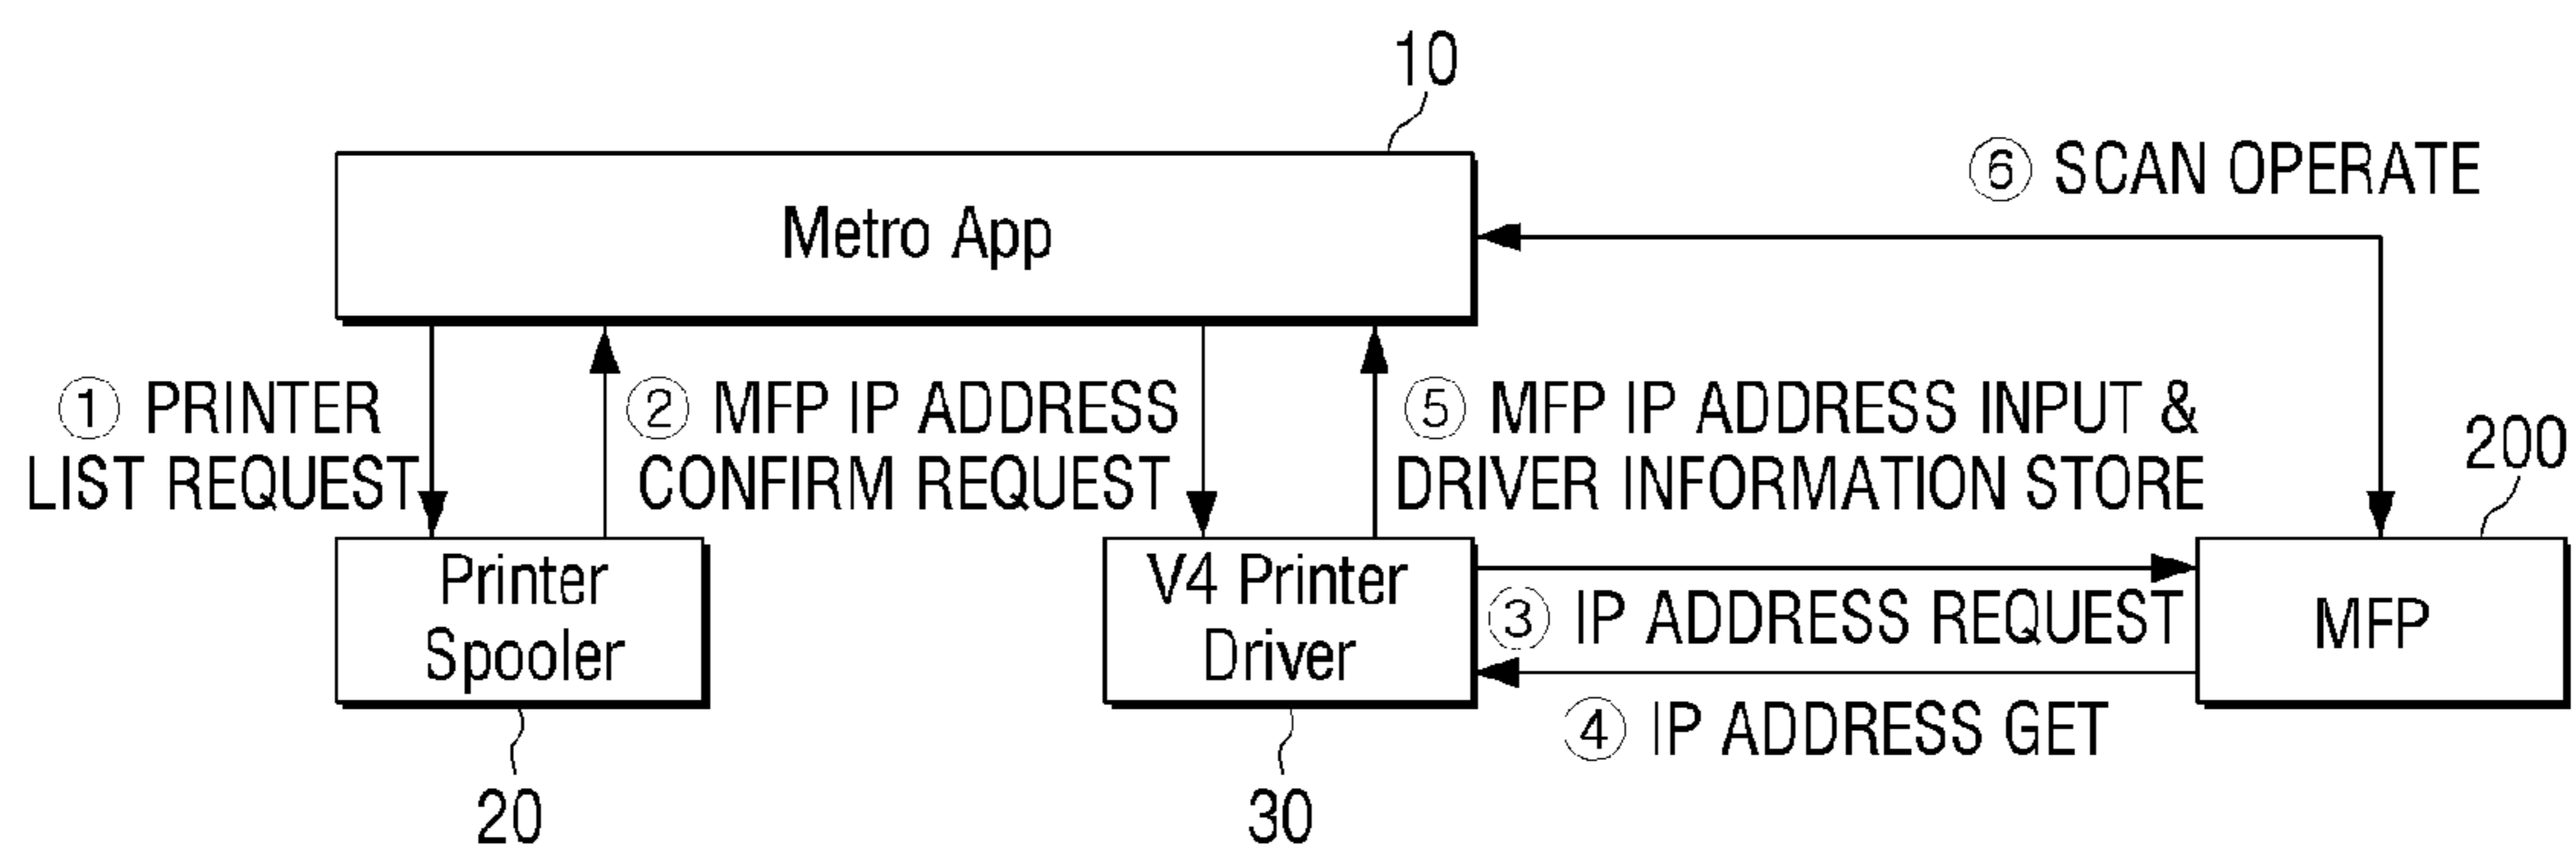 10
⑥ SCAN OPERATE
Metro App
① PRINTER
LIST REQUEST
② MFP IP ADDRESS
CONFIRM REQUEST
⑤ MFP IP ADDRESS INPUT &
DRIVER INFORMATION STORE
200
Printer
Spooler
V4 Printer
Driver
③ IP ADDRESS REQUEST
MFP
④ IP ADDRESS GET
20
30